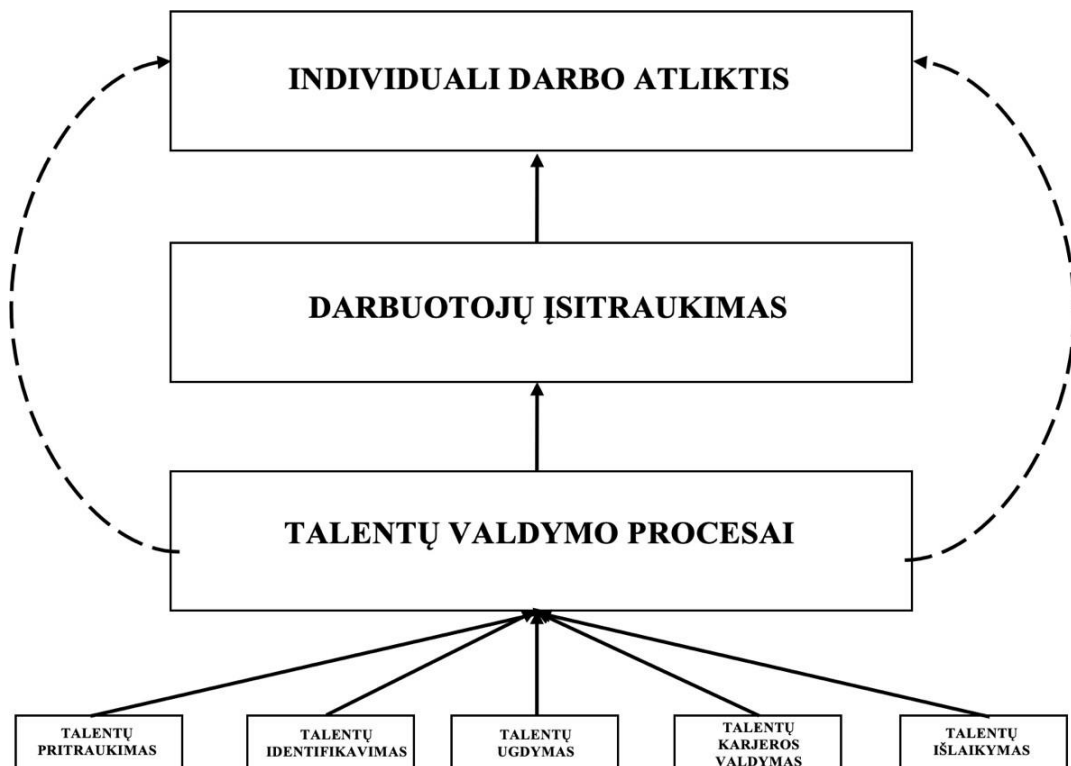 INDIVIDUALI DARBO ATLIKTIS
DARBUOTOJŲ ĮSITRAUKIMAS
TALENTŲ VALDYMO PROCESAI
TALENTŲ
PRITRAUKIMAS
TALENTŲ
IDENTIFIKAVIMAS
TALENTŲ
UGDYMAS
TALENTŲ
KARJEROS
VALDYMAS
TALENTŲ
IŠLAIKYMAS